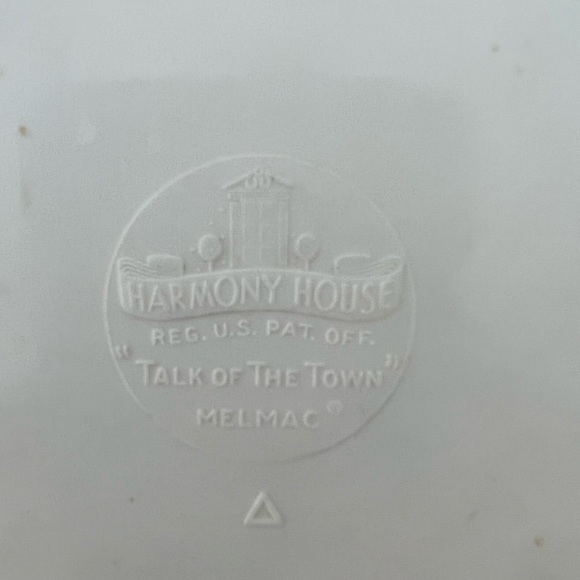 HARMONY HOUSE
REG. U.S. PAT. OFF.
"TALK OF THE TOWN"
MELMAC ®